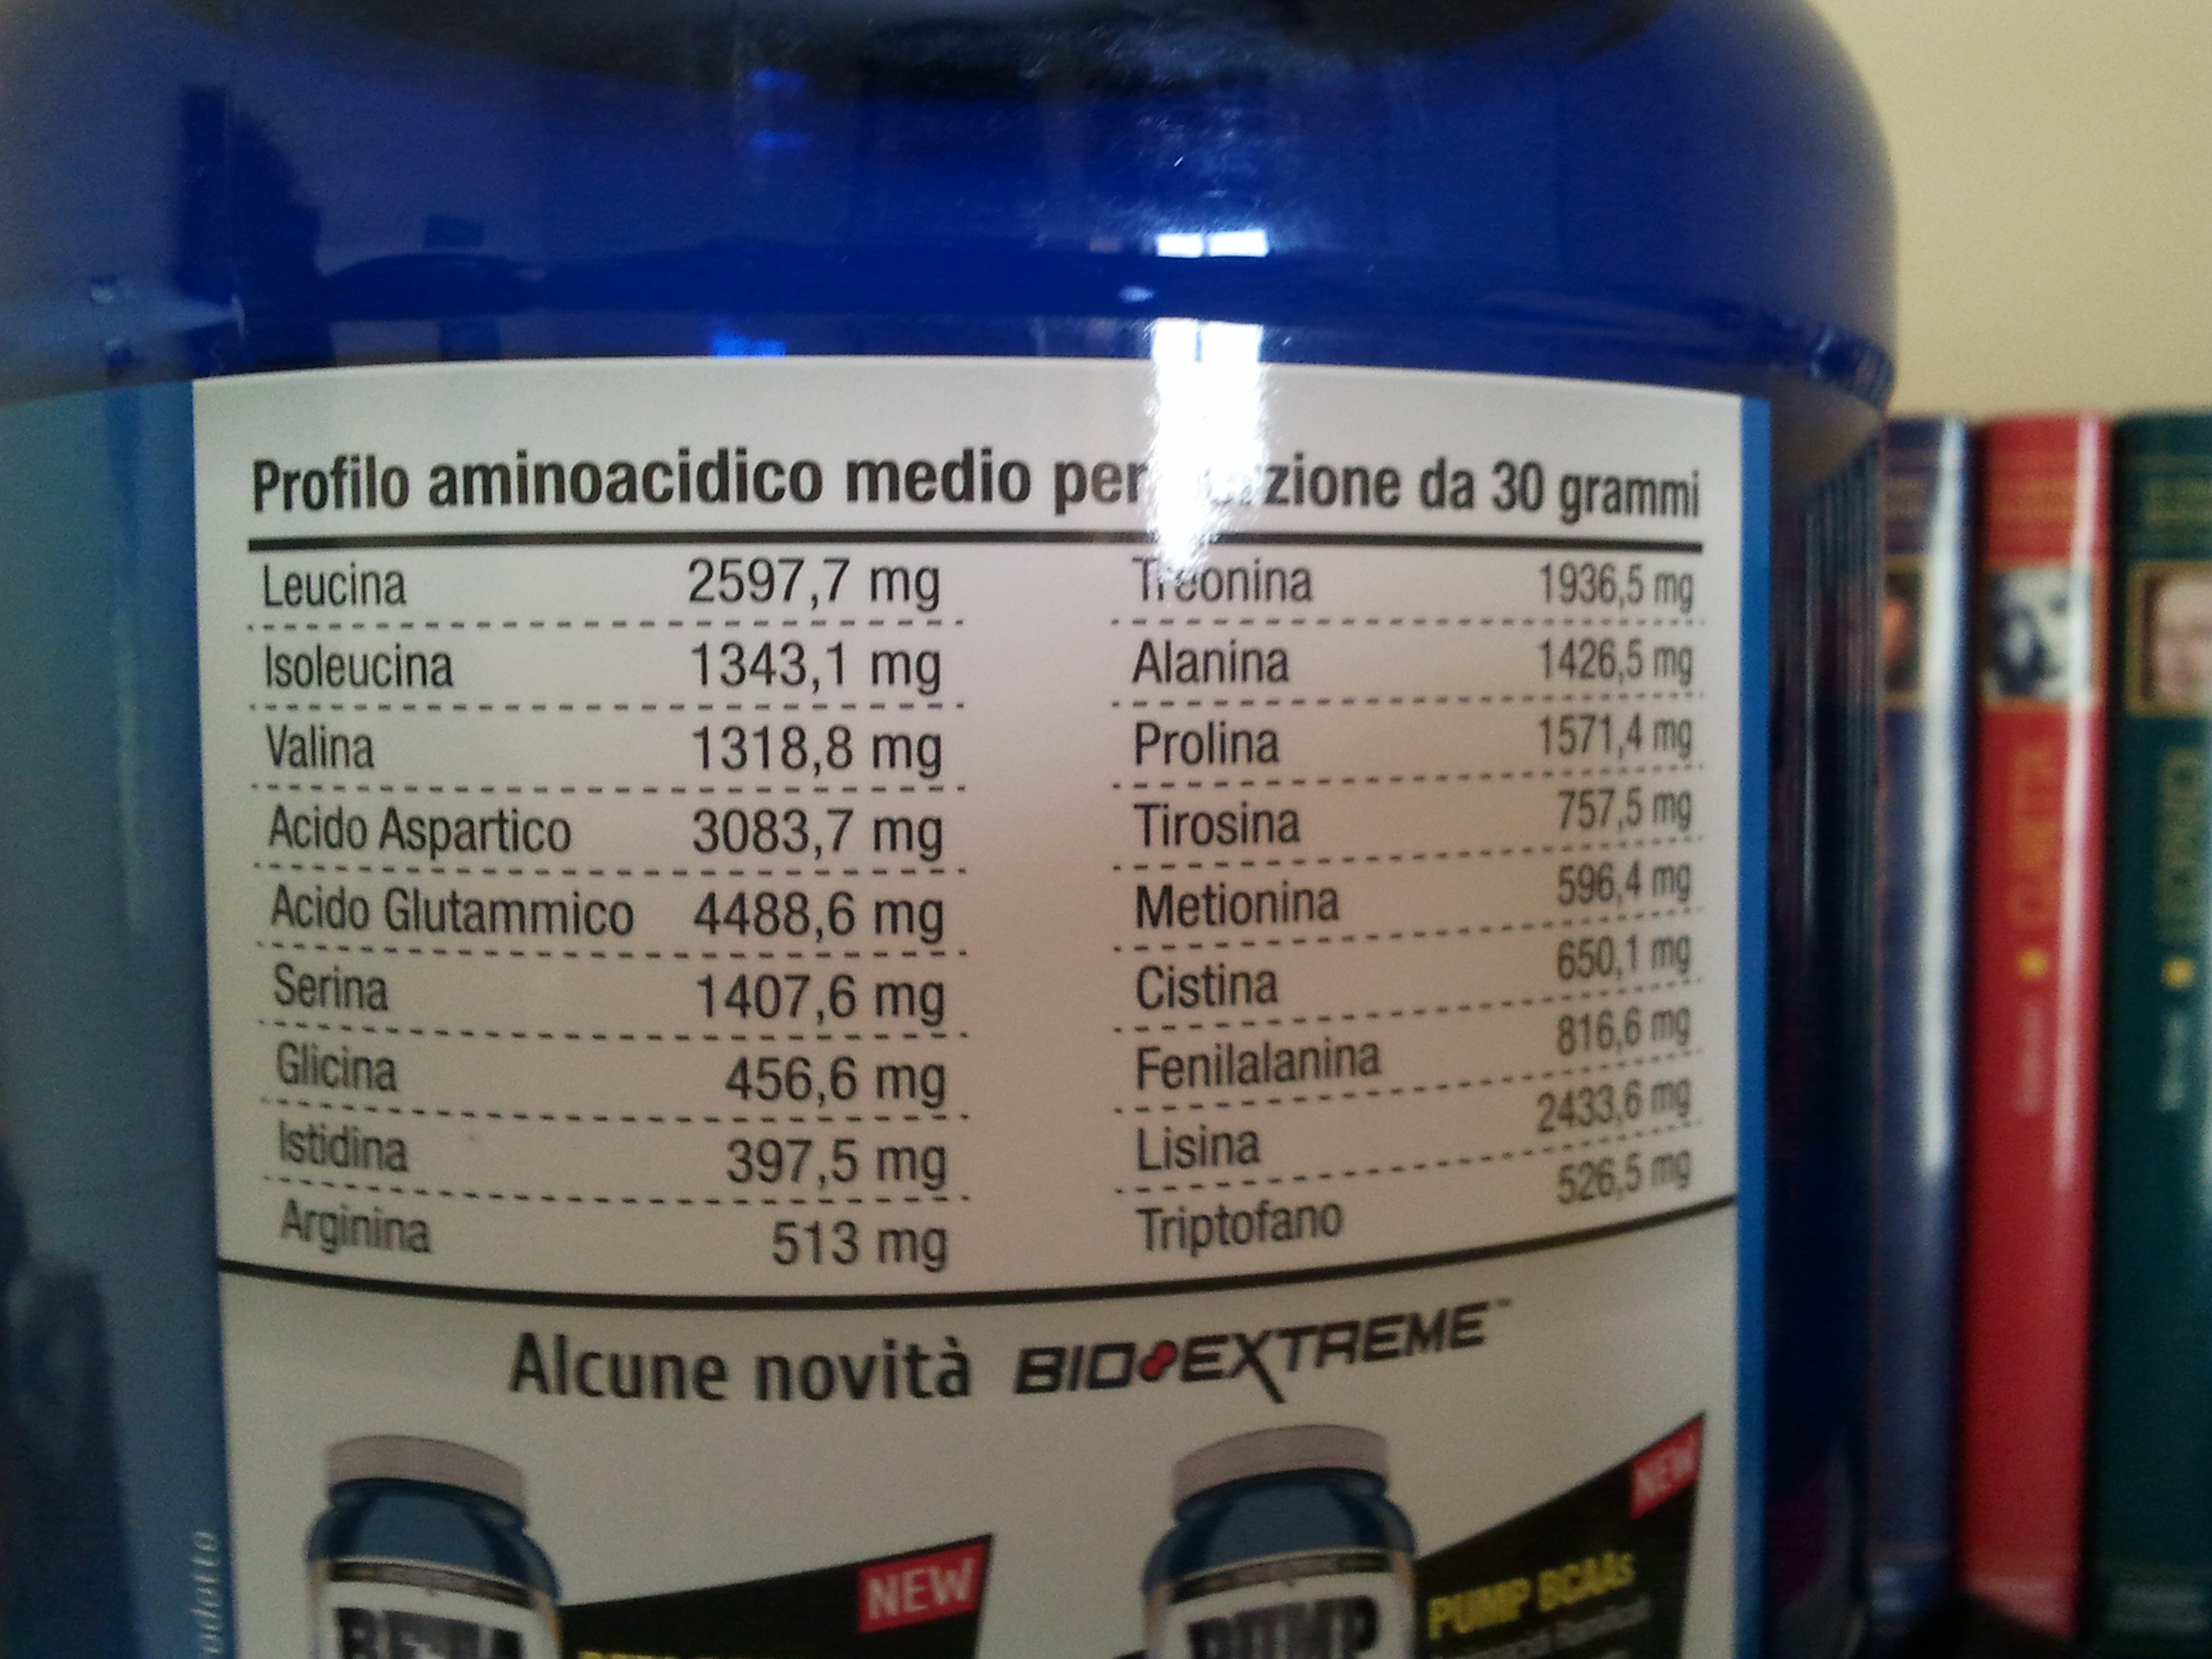 Profilo aminoacidico medio per zione da 30 grammi
Leucina 2597,7 mg
Isoleucina 1343,1 mg
Valina 1318,8 mg
Acido Aspartico 3083,7 mg
Acido Glutammico 4488,6 mg
Serina 1407,6 mg
Glicina 456,6 mg
Istidina 397,5 mg
Arginina 513 mg
Treonina 1936,5 mg
Alanina 1426,5 mg
Prolina 1571,4 mg
Tirosina 757,5 mg
Metionina 596,4 mg
Cistina 650,1 mg
Fenilalanina 816,6 mg
Lisina 2433,6 mg
Triptofano 526,5 mg
Alcune novità BIO EXTREME™
NEW
NEW
PUMP BCAAs
PUMP